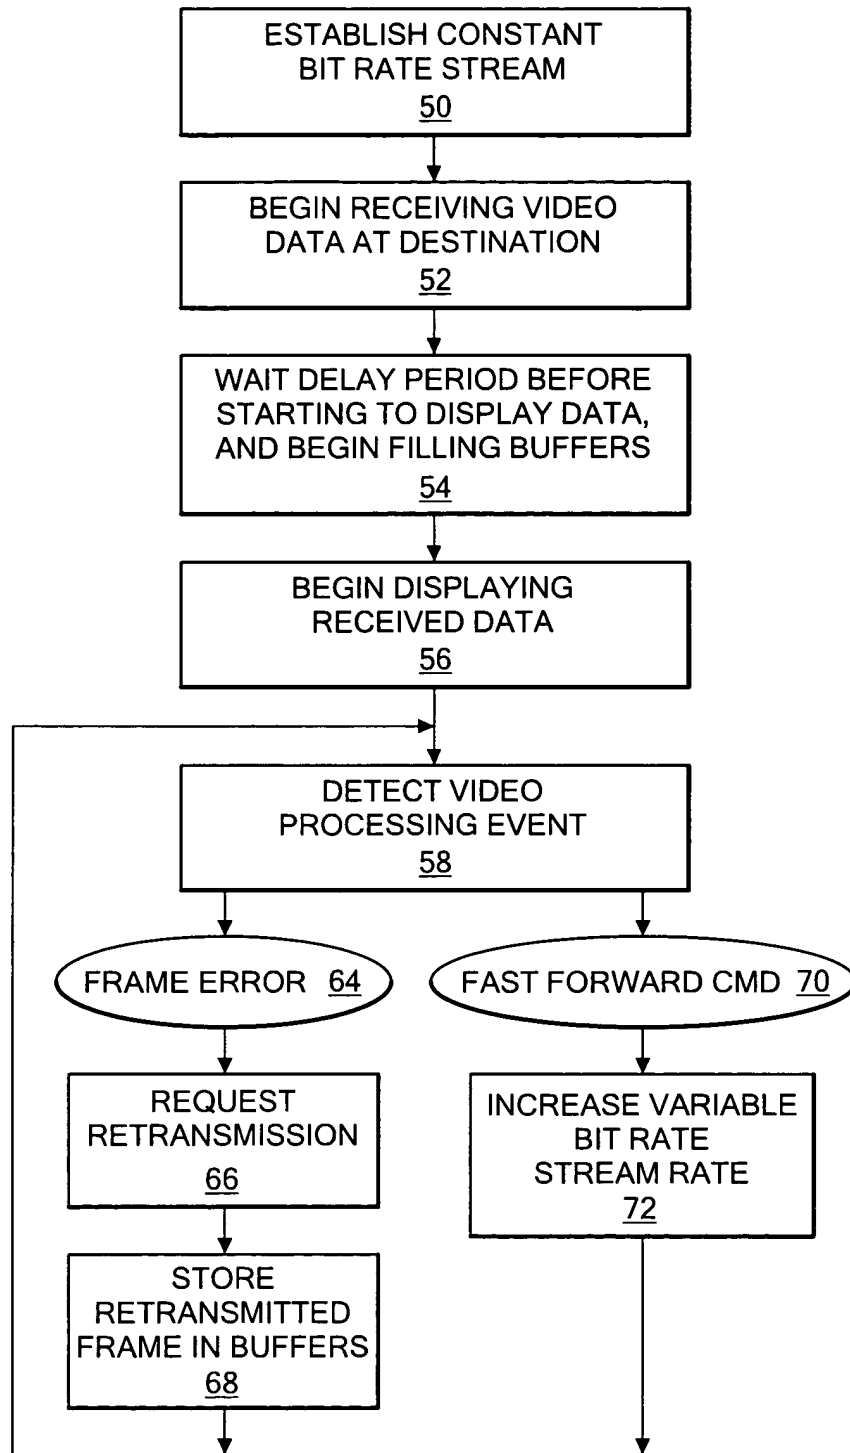 ESTABLISH CONSTANT
BIT RATE STREAM
50
BEGIN RECEIVING VIDEO
DATA AT DESTINATION
52
WAIT DELAY PERIOD BEFORE
STARTING TO DISPLAY DATA,
AND BEGIN FILLING BUFFERS
54
BEGIN DISPLAYING
RECEIVED DATA
56
DETECT VIDEO
PROCESSING EVENT
58
FRAME ERROR 64
REQUEST
RETRANSMISSION
66
STORE
RETRANSMITTED
FRAME IN BUFFERS
68
FAST FORWARD CMD 70
INCREASE VARIABLE
BIT RATE
STREAM RATE
72